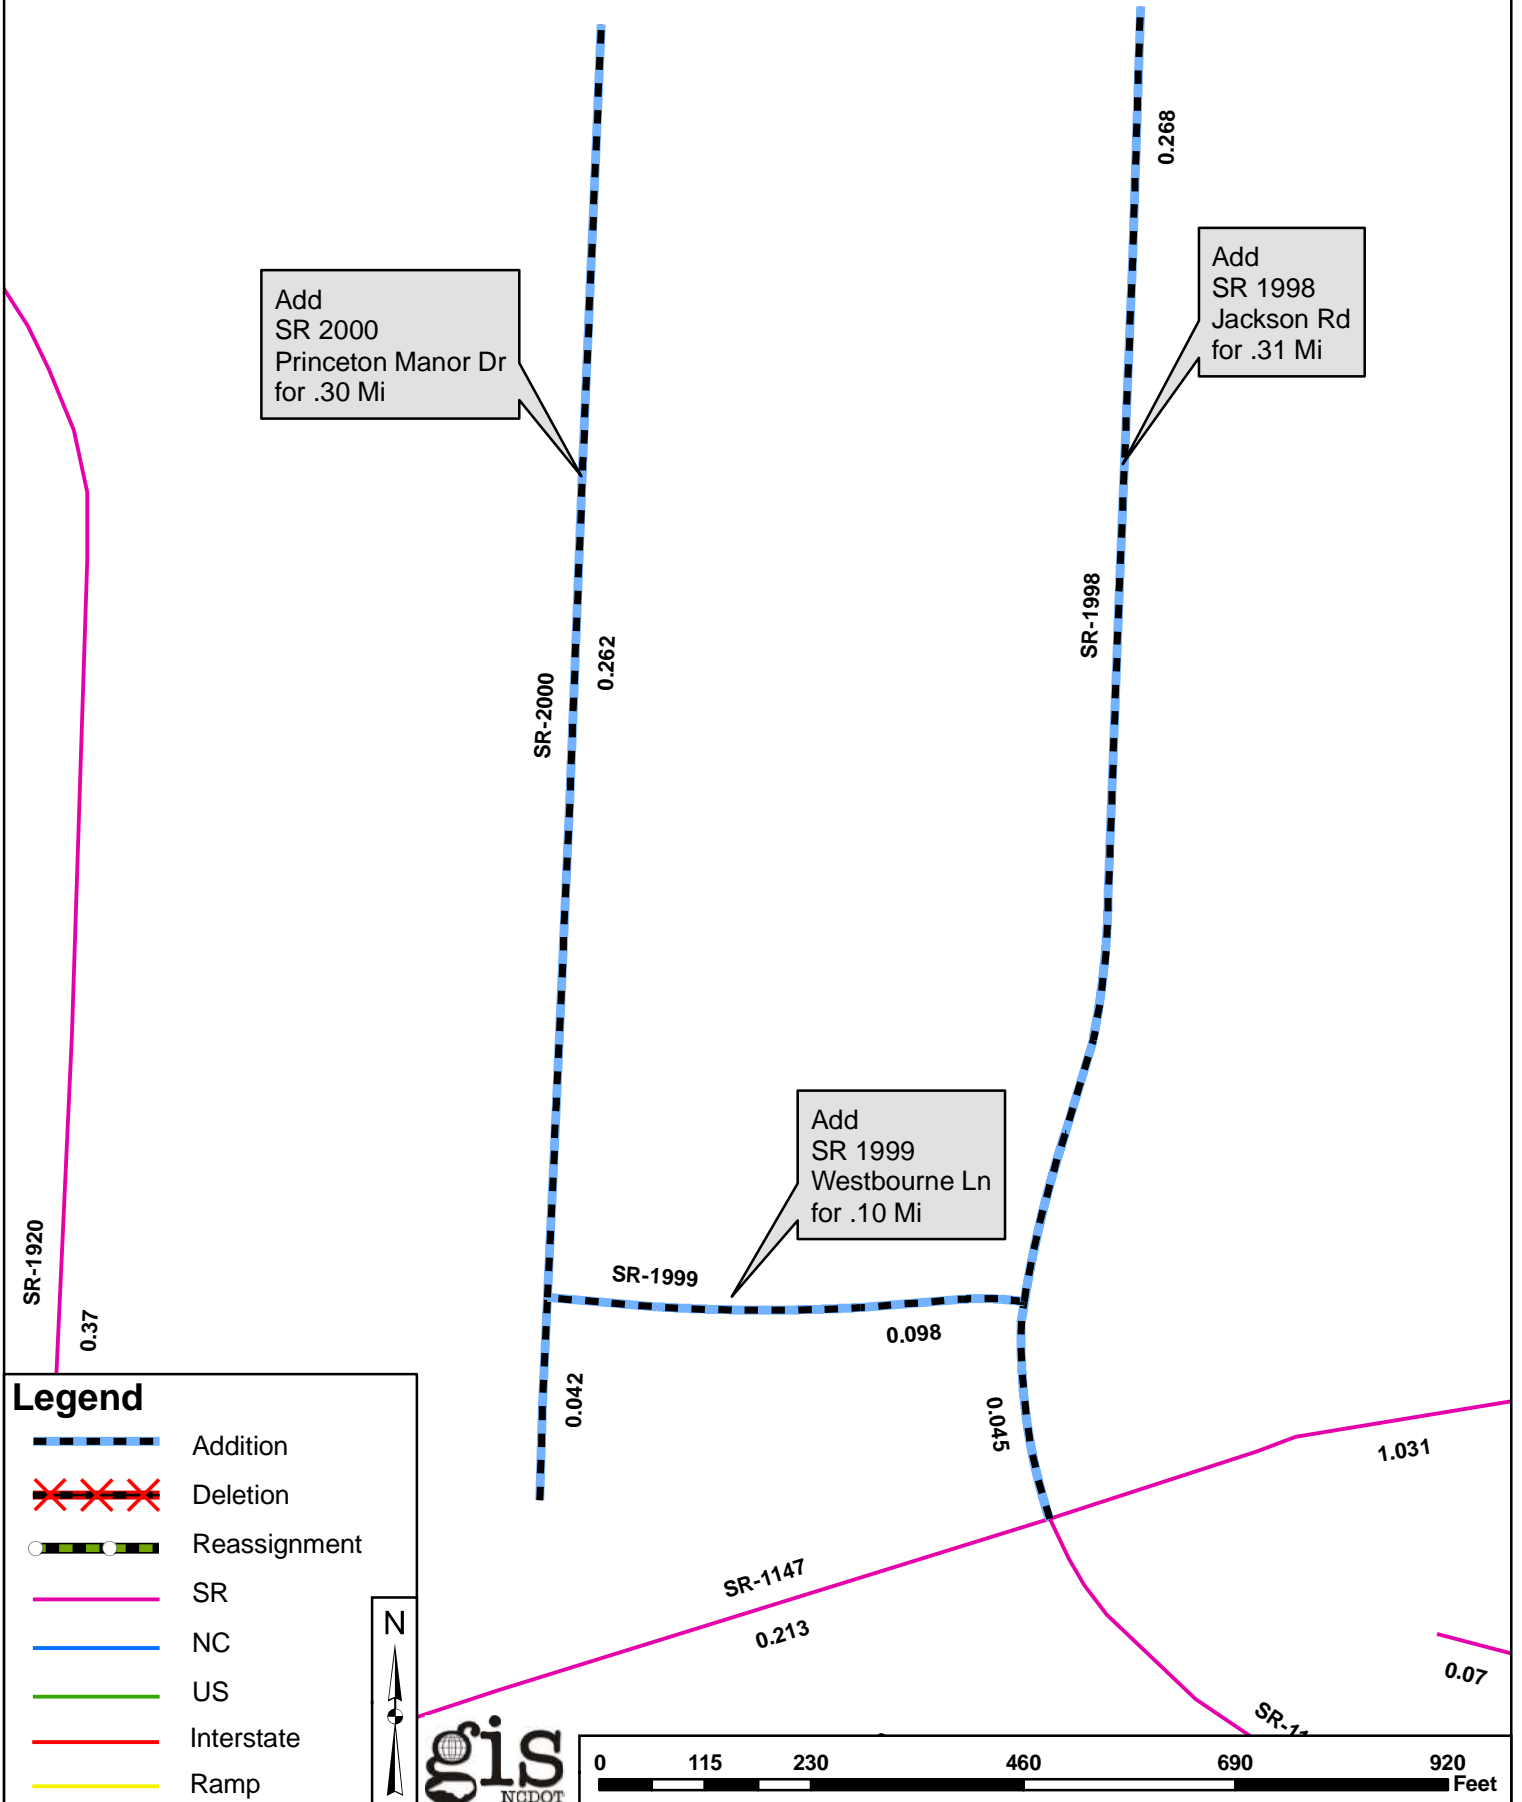 0.268
Add
SR 1998
Jackson Rd
for .31 Mi
Add
SR 2000
Princeton Manor Dr
for .30 Mi
SR-1998
0.262
SR-2000
Add
SR 1999
Westbourne Ln
for .10 Mi
SR-1920
0.37
SR-1999
0.098
0.042
0.045
1.031
SR-1147
0.213
0.07
Legend
Addition
Deletion
Reassignment
SR
NC
US
Interstate
Ramp
N
gis
NCDOT
0 115 230 460 690 920
Feet